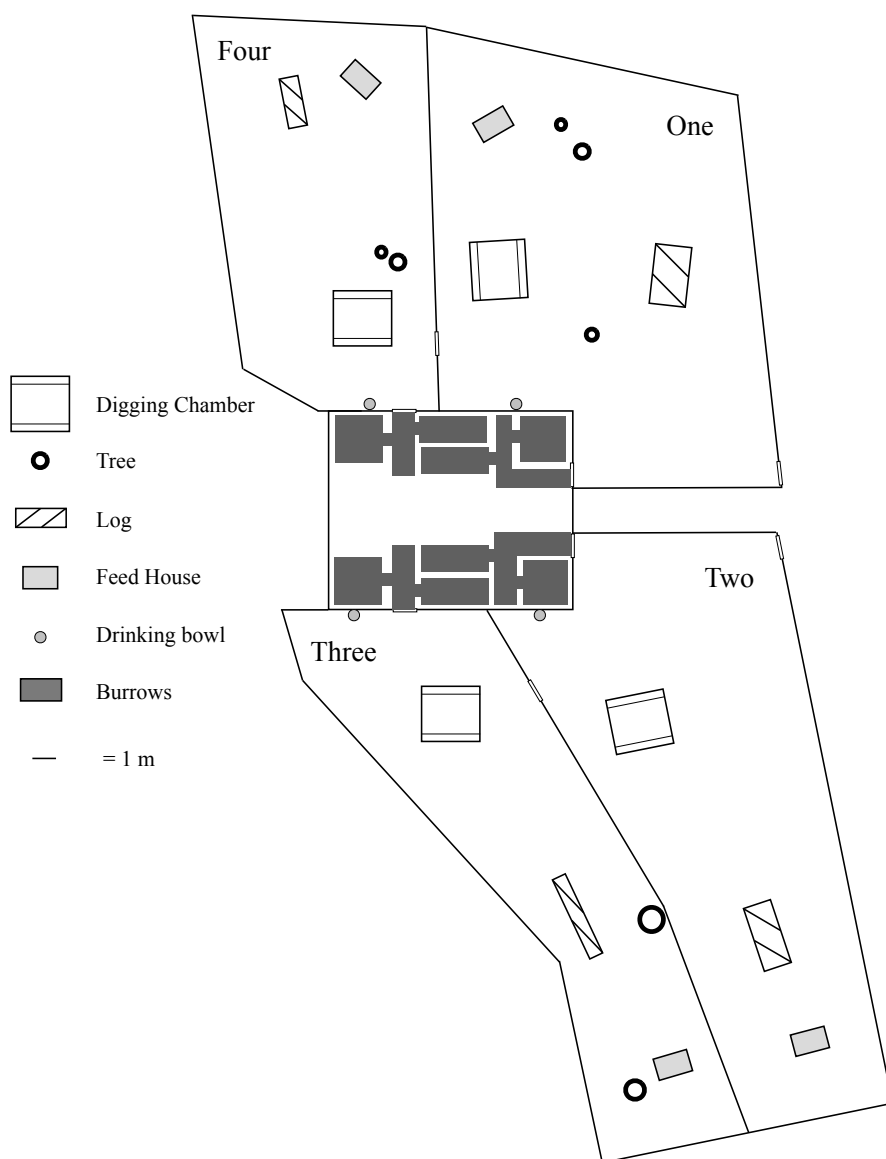 Four
One
Digging Chamber
Tree
Log
Feed House
Two
Drinking bowl
Three
Burrows
= 1 m